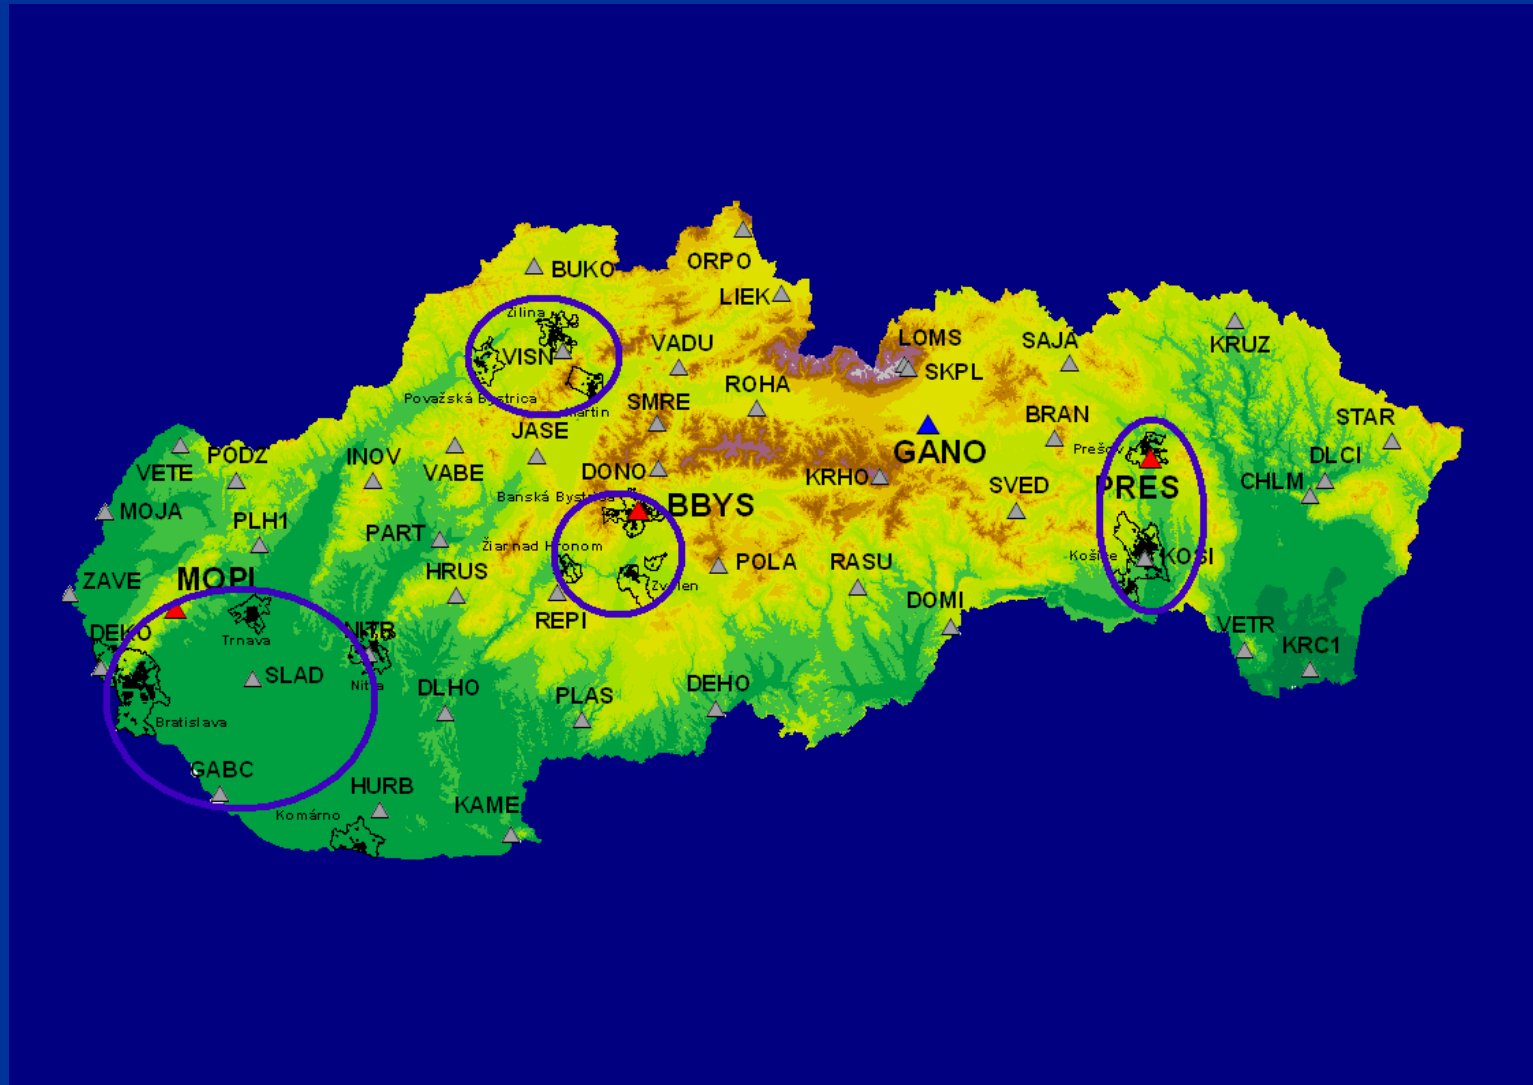 ORPO
BUKO
LIEK
Žilina
LOMS
SAJA
KRUZ
VISN
VADU
SKPL
ROHA
Považská Bystrica
SMRE
Martin
BRAN
STAR
JASE
GANO
Prešov
VETE
PODZ
INOV
VABE
DONO
KRHO
DLCI
CHLM
SVED
PRES
Banská Bystrica
BBYS
MOJA
PLH1
PART
Žiar nad Hronom
Košice
KOSI
ZAVE
MOPI
HRUS
POLA
RASU
Zvolen
DOMI
REPI
DEKO
Trnava
NITR
VETR
KRC1
SLAD
Nitra
DLHO
PLAS
DEHO
Bratislava
GABC
HURB
KAME
Komárno